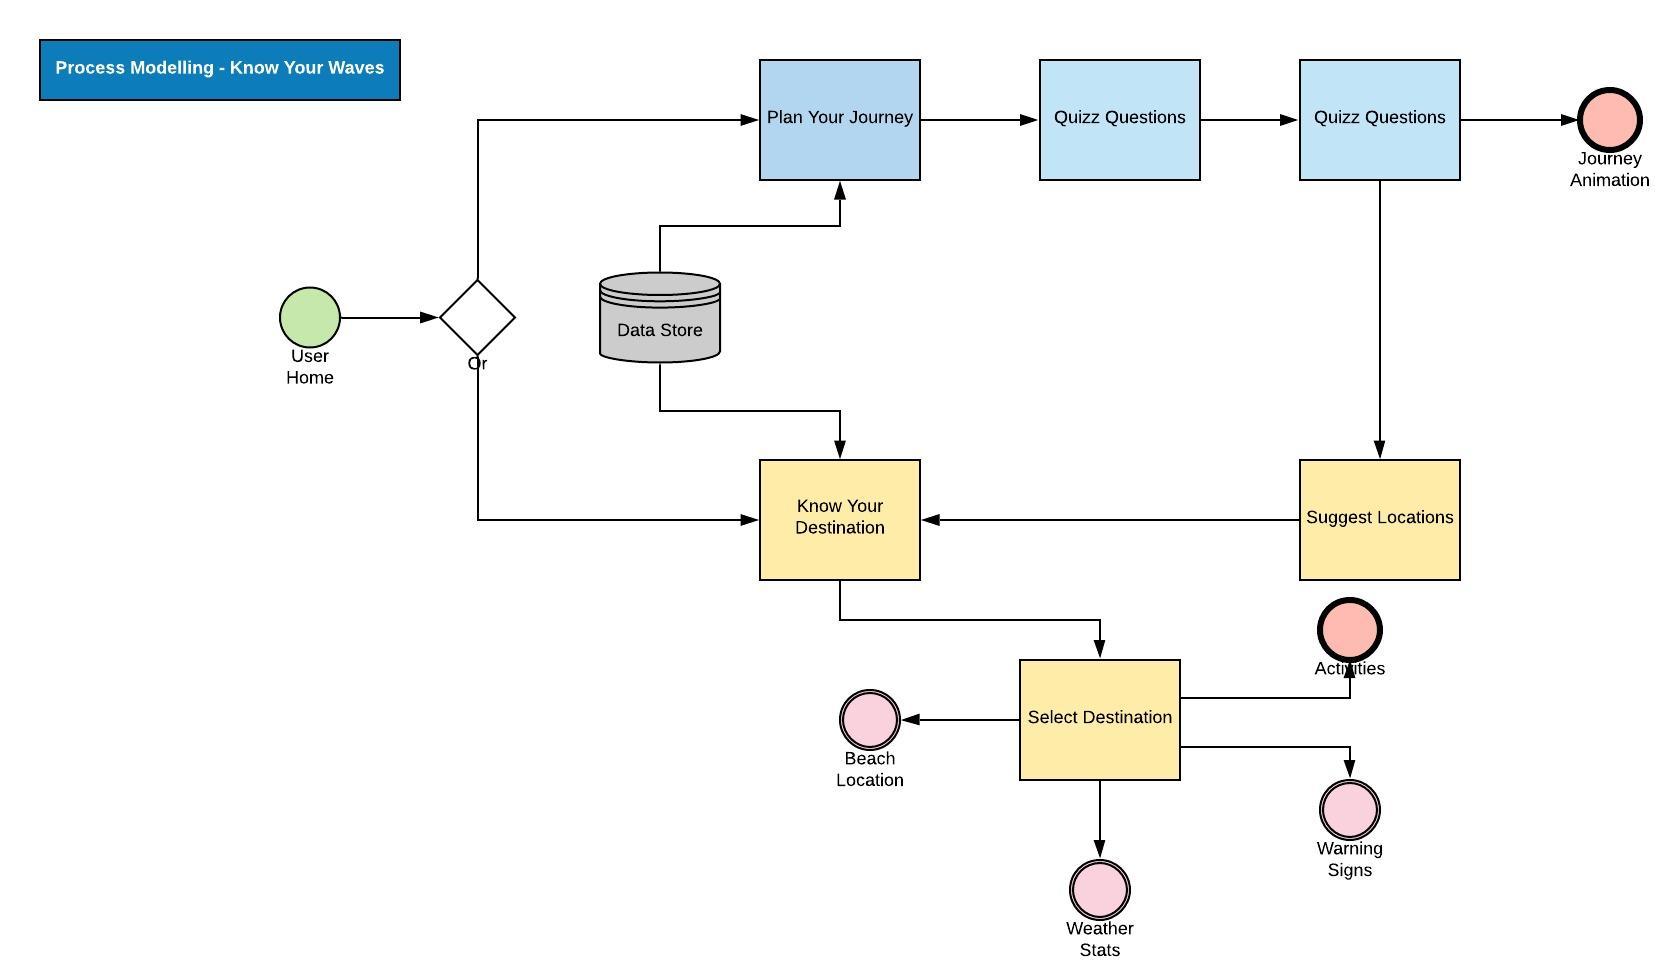 Process Modelling - Know Your Waves
Plan Your Journey
Quizz Questions
Quizz Questions
Journey
Animation
User
Home
Or
Data Store
Know Your
Destination
Suggest Locations
Activities
Select Destination
Beach
Location
Warning
Signs
Weather
Stats